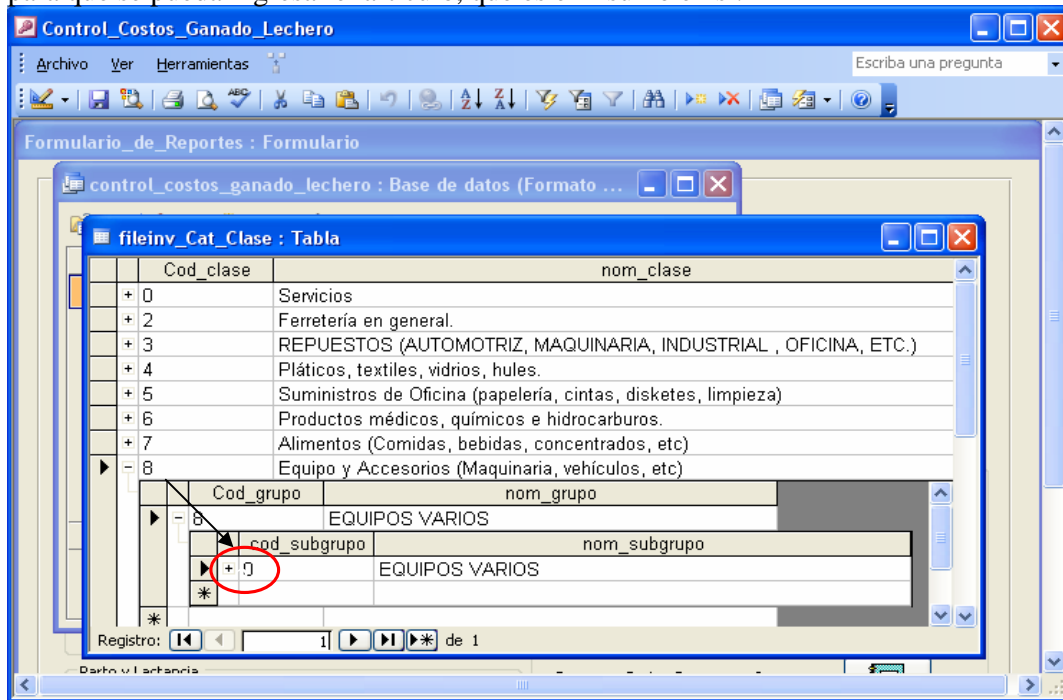 Control_Costos_Ganado_Lechero
Archivo Ver Herramientas
Escriba una pregunta
Formulario_de_Reportes : Formulario
control_costos_ganado_lechero : Base de datos (Formato ...
fileinv_Cat_Clase : Tabla
Cod_clase nom_clase
+ 0 Servicios
+ 2 Ferretería en general.
+ 3 REPUESTOS (AUTOMOTRIZ, MAQUINARIA, INDUSTRIAL , OFICINA, ETC.)
+ 4 Pláticos, textiles, vidrios, hules.
+ 5 Suministros de Oficina (papelería, cintas, disketes, limpieza)
+ 6 Productos médicos, químicos e hidrocarburos.
+ 7 Alimentos (Comidas, bebidas, concentrados, etc)
- 8 Equipo y Accesorios (Maquinaria, vehículos, etc)
Cod_grupo nom_grupo
- 8 EQUIPOS VARIOS
cod_subgrupo nom_subgrupo
+ 0 EQUIPOS VARIOS
Registro: 1 de 1
Parto y Lactancia